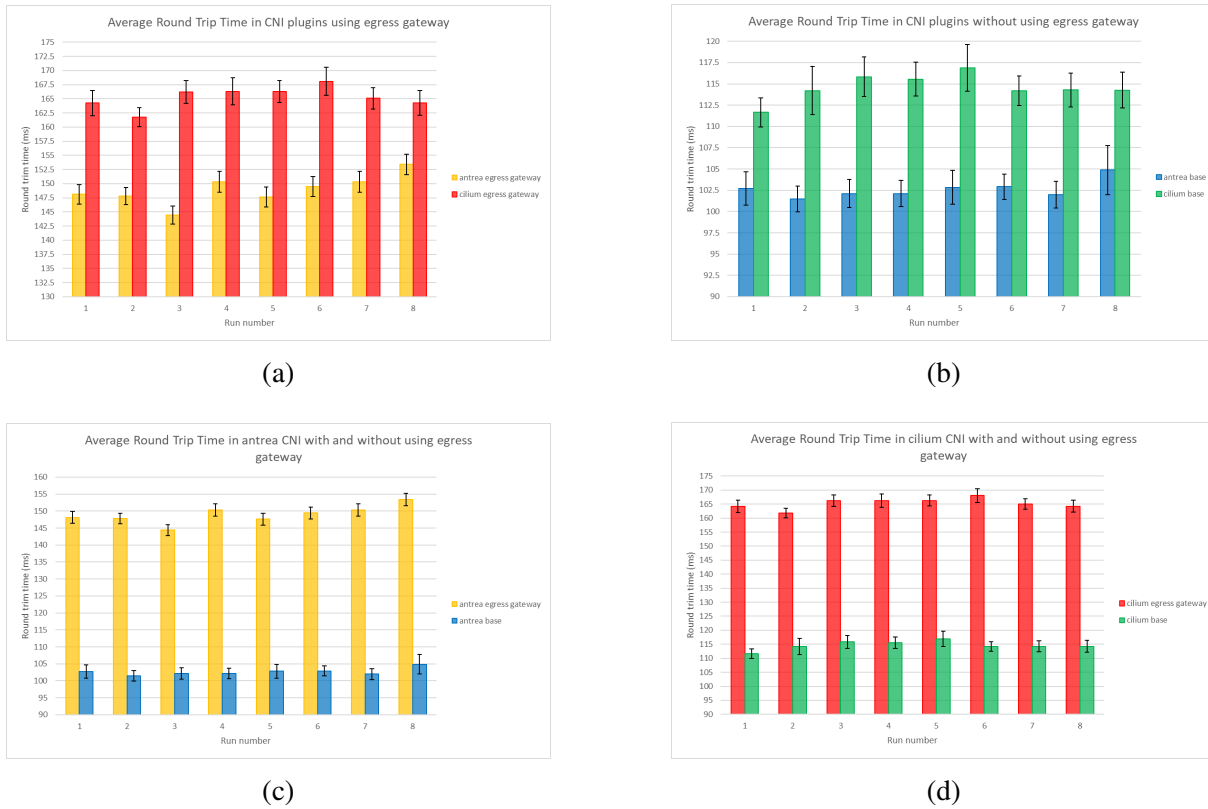 Average Round Trip Time in CNI plugins using egress gateway
175
172.5
170
167.5
165
162.5
160
157.5
155
152.5
150
147.5
145
142.5
140
137.5
135
132.5
130
Round trim time (ms)
1 2 3 4 5 6 7 8
Run number
antrea egress gateway
cilium egress gateway
(a)
Average Round Trip Time in CNI plugins without using egress gateway
120
117.5
115
112.5
110
107.5
105
102.5
100
97.5
95
92.5
90
Round trim time (ms)
1 2 3 4 5 6 7 8
Run number
antrea base
cilium base
(b)
Average Round Trip Time in antrea CNI with and without using egress
gateway
160
155
150
145
140
135
130
125
120
115
110
105
100
95
90
Round trim time (ms)
1 2 3 4 5 6 7 8
Run number
antrea egress gateway
antrea base
(c)
Average Round Trip Time in cilium CNI with and without using egress
gateway
175
170
165
160
155
150
145
140
135
130
125
120
115
110
105
100
95
90
Round trim time (ms)
1 2 3 4 5 6 7 8
Run number
cilium egress gateway
cilium base
(d)